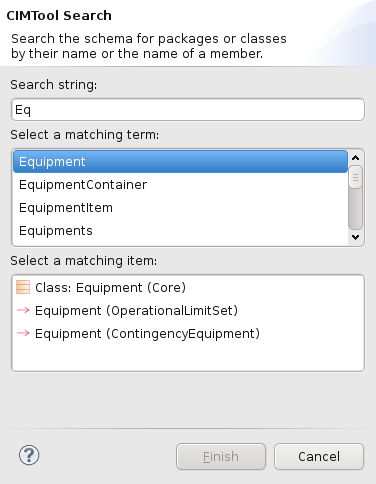 CIMTool Search
Search the schema for packages or classes
by their name or the name of a member.
Search string:
Eq
Select a matching term:
Equipment
EquipmentContainer
EquipmentItem
Equipments
Select a matching item:
Class: Equipment (Core)
Equipment (OperationalLimitSet)
Equipment (ContingencyEquipment)
?
Finish
Cancel